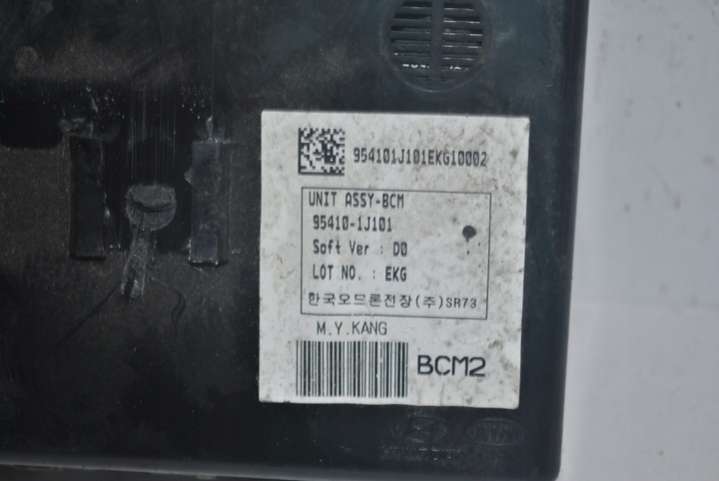 954101J101EKG10002
UNIT ASSY-BCM
95410-1J101
Soft Ver : D0
LOT NO. : EKG
한국오므론전장(주)SR73
M.Y.KANG
BCM2